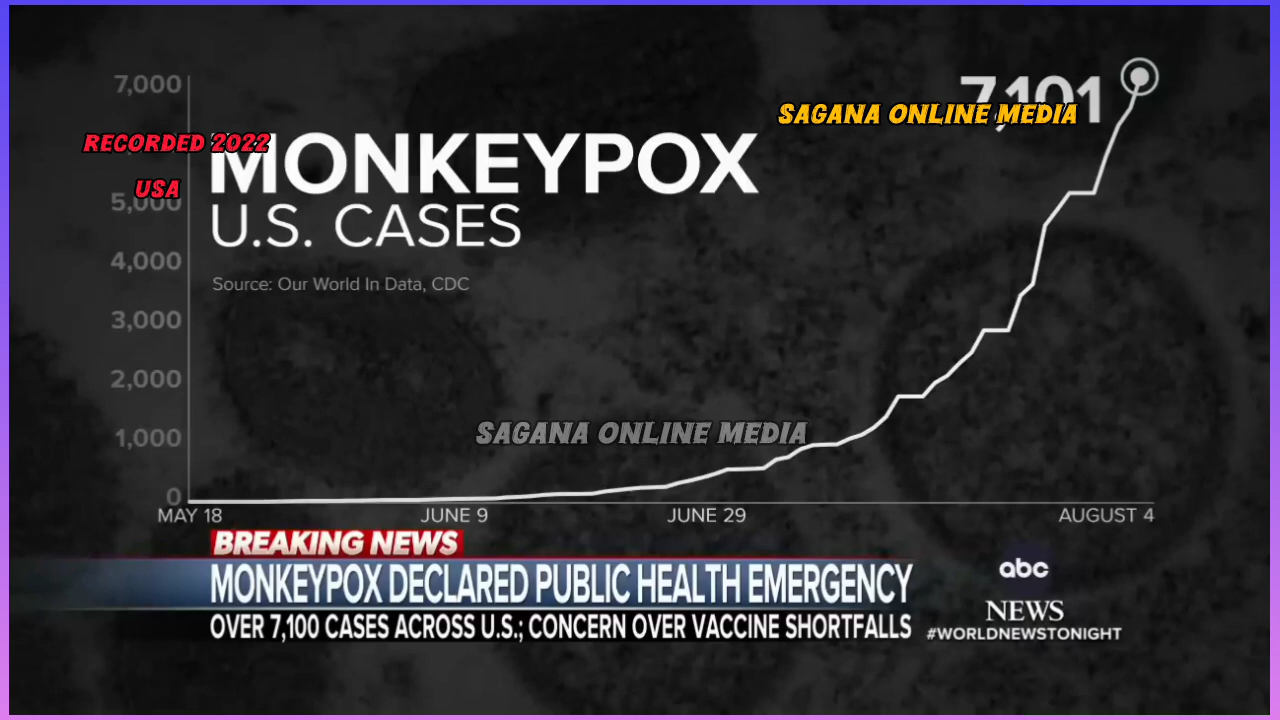 7,000
7,101
SAGANA ONLINE MEDIA
RECORDED 2022
MONKEYPOX
USA
5,000
U.S. CASES
4,000
Source: Our World In Data, CDC
3,000
2,000
1,000
SAGANA ONLINE MEDIA
0
MAY 18
JUNE 9
JUNE 29
AUGUST 4
BREAKING NEWS
MONKEYPOX DECLARED PUBLIC HEALTH EMERGENCY
OVER 7,100 CASES ACROSS U.S.; CONCERN OVER VACCINE SHORTFALLS
abc
NEWS
#WORLDNEWSTONIGHT